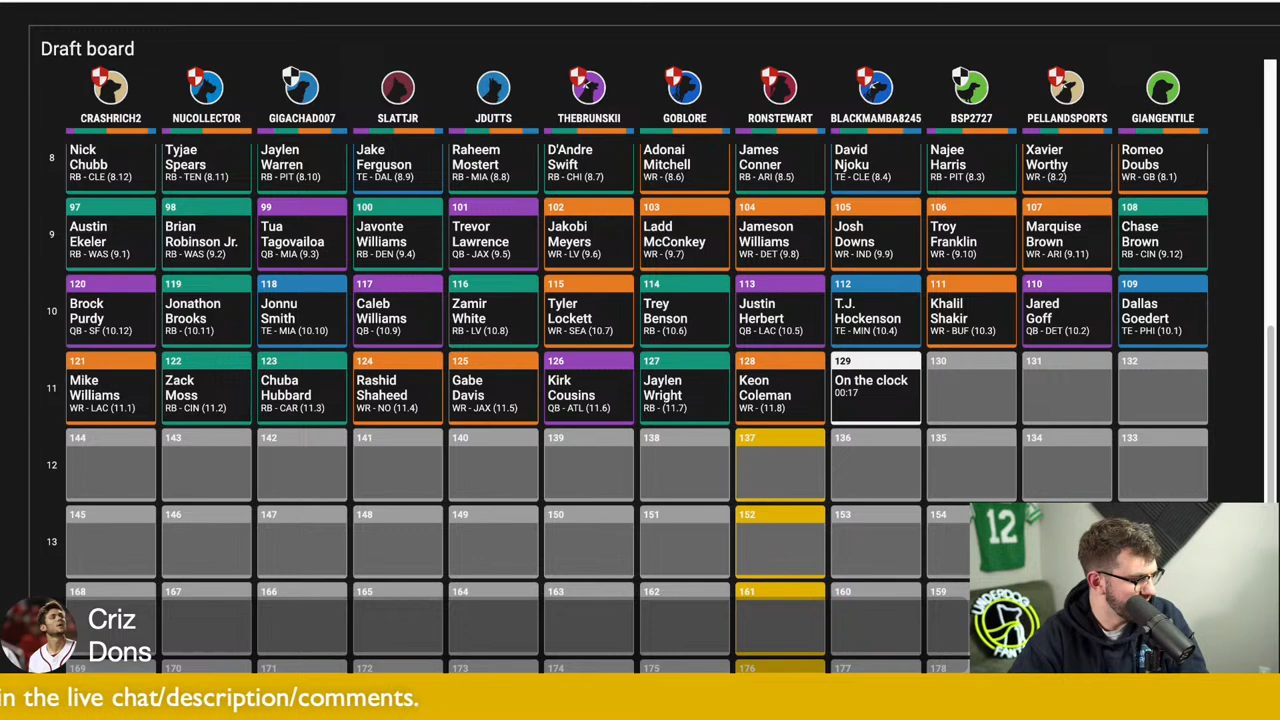 Draft board
CRASHRICH2 NUCOLLECTOR GIGACHAD007 SLATTJR JDUTTS THEBRUNSKII GOBLORE RONSTEWART BLACKMAMBA8245 BSP2727 PELLANDSPORTS GIANGENTILE
8
Nick Tyjae Jaylen Jake Raheem D'Andre Adonai James David Najee Xavier Romeo
Chubb Spears Warren Ferguson Mostert Swift Mitchell Conner Njoku Harris Worthy Doubs
RB - CLE (8.12) RB - TEN (8.11) RB - PIT (8.10) TE - DAL (8.9) RB - MIA (8.8) RB - CHI (8.7) WR - (8.6) RB - ARI (8.5) TE - CLE (8.4) RB - PIT (8.3) WR - (8.2) WR - GB (8.1)
97 98 99 100 101 102 103 104 105 106 107 108
9
Austin Brian Tua Javonte Trevor Jakobi Ladd Jameson Josh Troy Marquise Chase
Ekeler Robinson Jr. Tagovailoa Williams Lawrence Meyers McConkey Williams Downs Franklin Brown Brown
RB - WAS (9.1) RB - WAS (9.2) QB - MIA (9.3) RB - DEN (9.4) QB - JAX (9.5) WR - LV (9.6) WR - (9.7) WR - DET (9.8) WR - IND (9.9) WR - (9.10) WR - ARI (9.11) RB - CIN (9.12)
120 119 118 117 116 115 114 113 112 111 110 109
10
Brock Jonathon Jonnu Caleb Zamir Tyler Trey Justin T.J. Khalil Jared Dallas
Purdy Brooks Smith Williams White Lockett Benson Herbert Hockenson Shakir Goff Goedert
QB - SF (10.12) RB - (10.11) TE - MIA (10.10) QB - (10.9) RB - LV (10.8) WR - SEA (10.7) RB - (10.6) QB - LAC (10.5) TE - MIN (10.4) WR - BUF (10.3) QB - DET (10.2) TE - PHI (10.1)
121 122 123 124 125 126 127 128 129 130 131 132
11
Mike Zack Chuba Rashid Gabe Kirk Jaylen Keon On the clock
Williams Moss Hubbard Shaheed Davis Cousins Wright Coleman 00:17
WR - LAC (11.1) RB - CIN (11.2) RB - CAR (11.3) WR - NO (11.4) WR - JAX (11.5) QB - ATL (11.6) RB - (11.7) WR - (11.8)
144 143 142 141 140 139 138 137 136 135 134 133
12
145 146 147 148 149 150 151 152 153 154
13
168 167 166 165 164 163 162 161 160 159
169 170 171 172 173 174 175 176 177 178
12
UNDERDOG
Criz
Dons
in the live chat/description/comments.